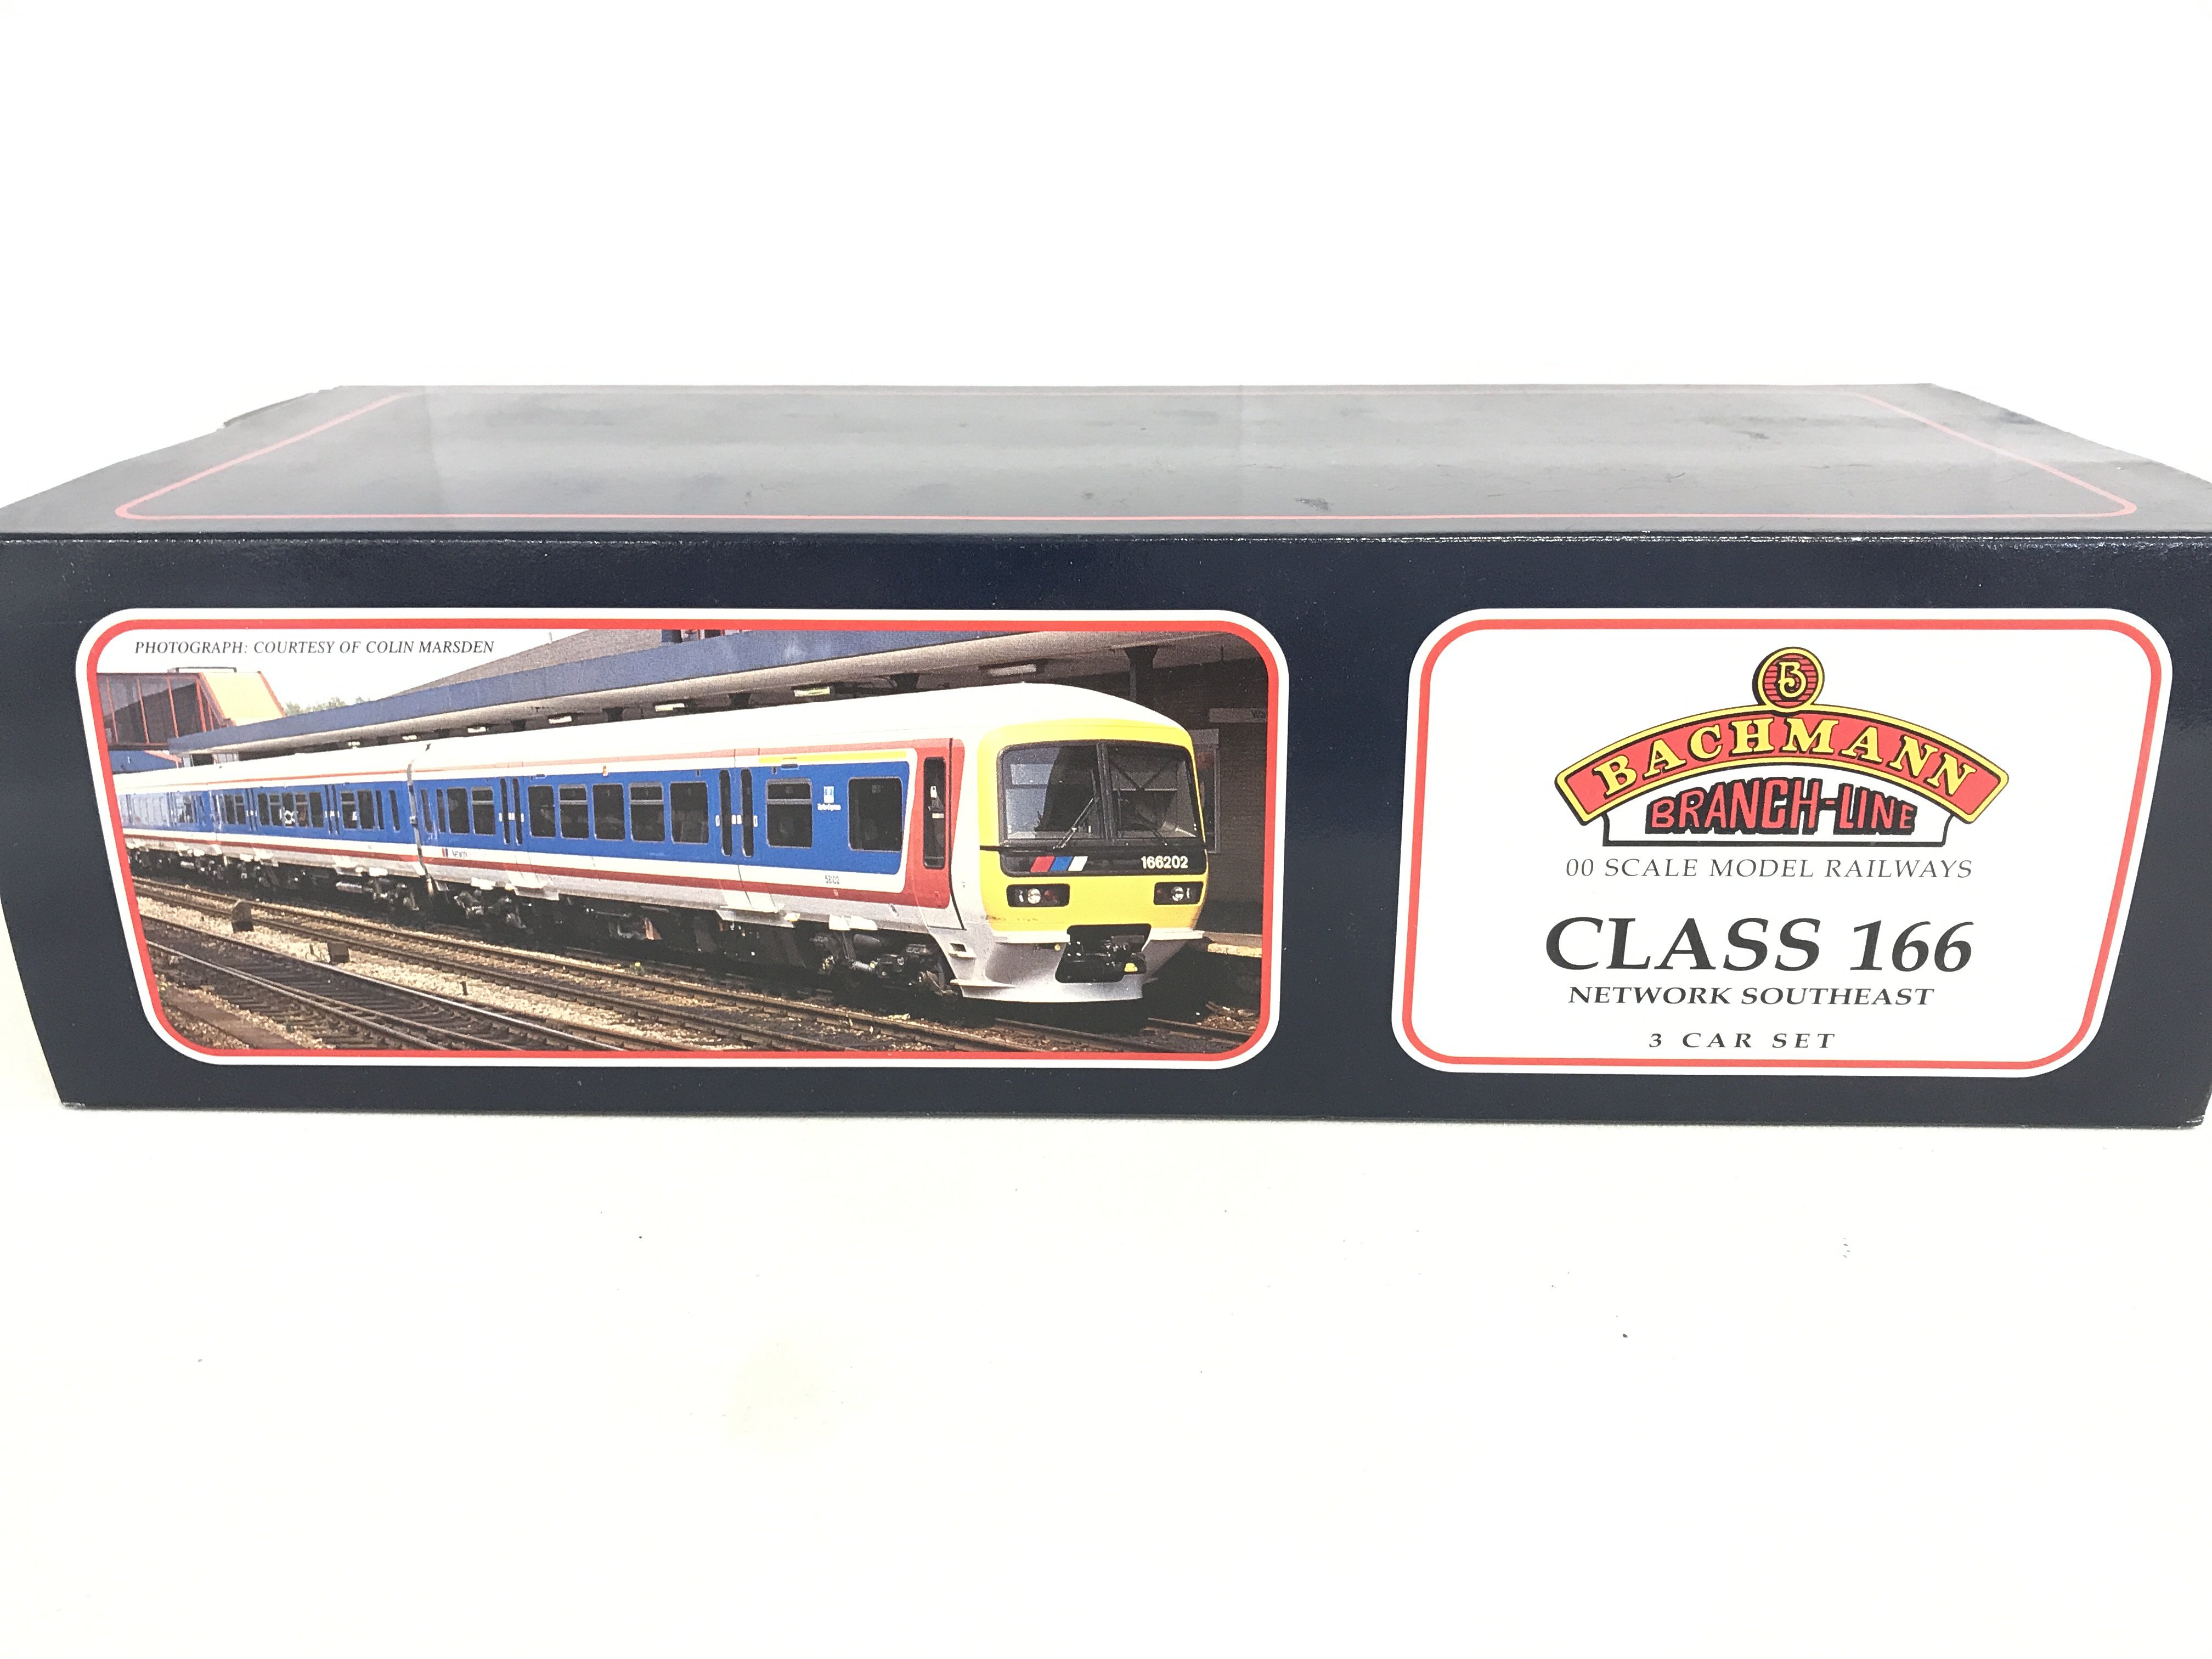 PHOTOGRAPH: COURTESY OF COLIN MARSDEN
166202
B
BACHMANN
BRANCH-LINE
00 SCALE MODEL RAILWAYS
CLASS 166
NETWORK SOUTHEAST
3 CAR SET